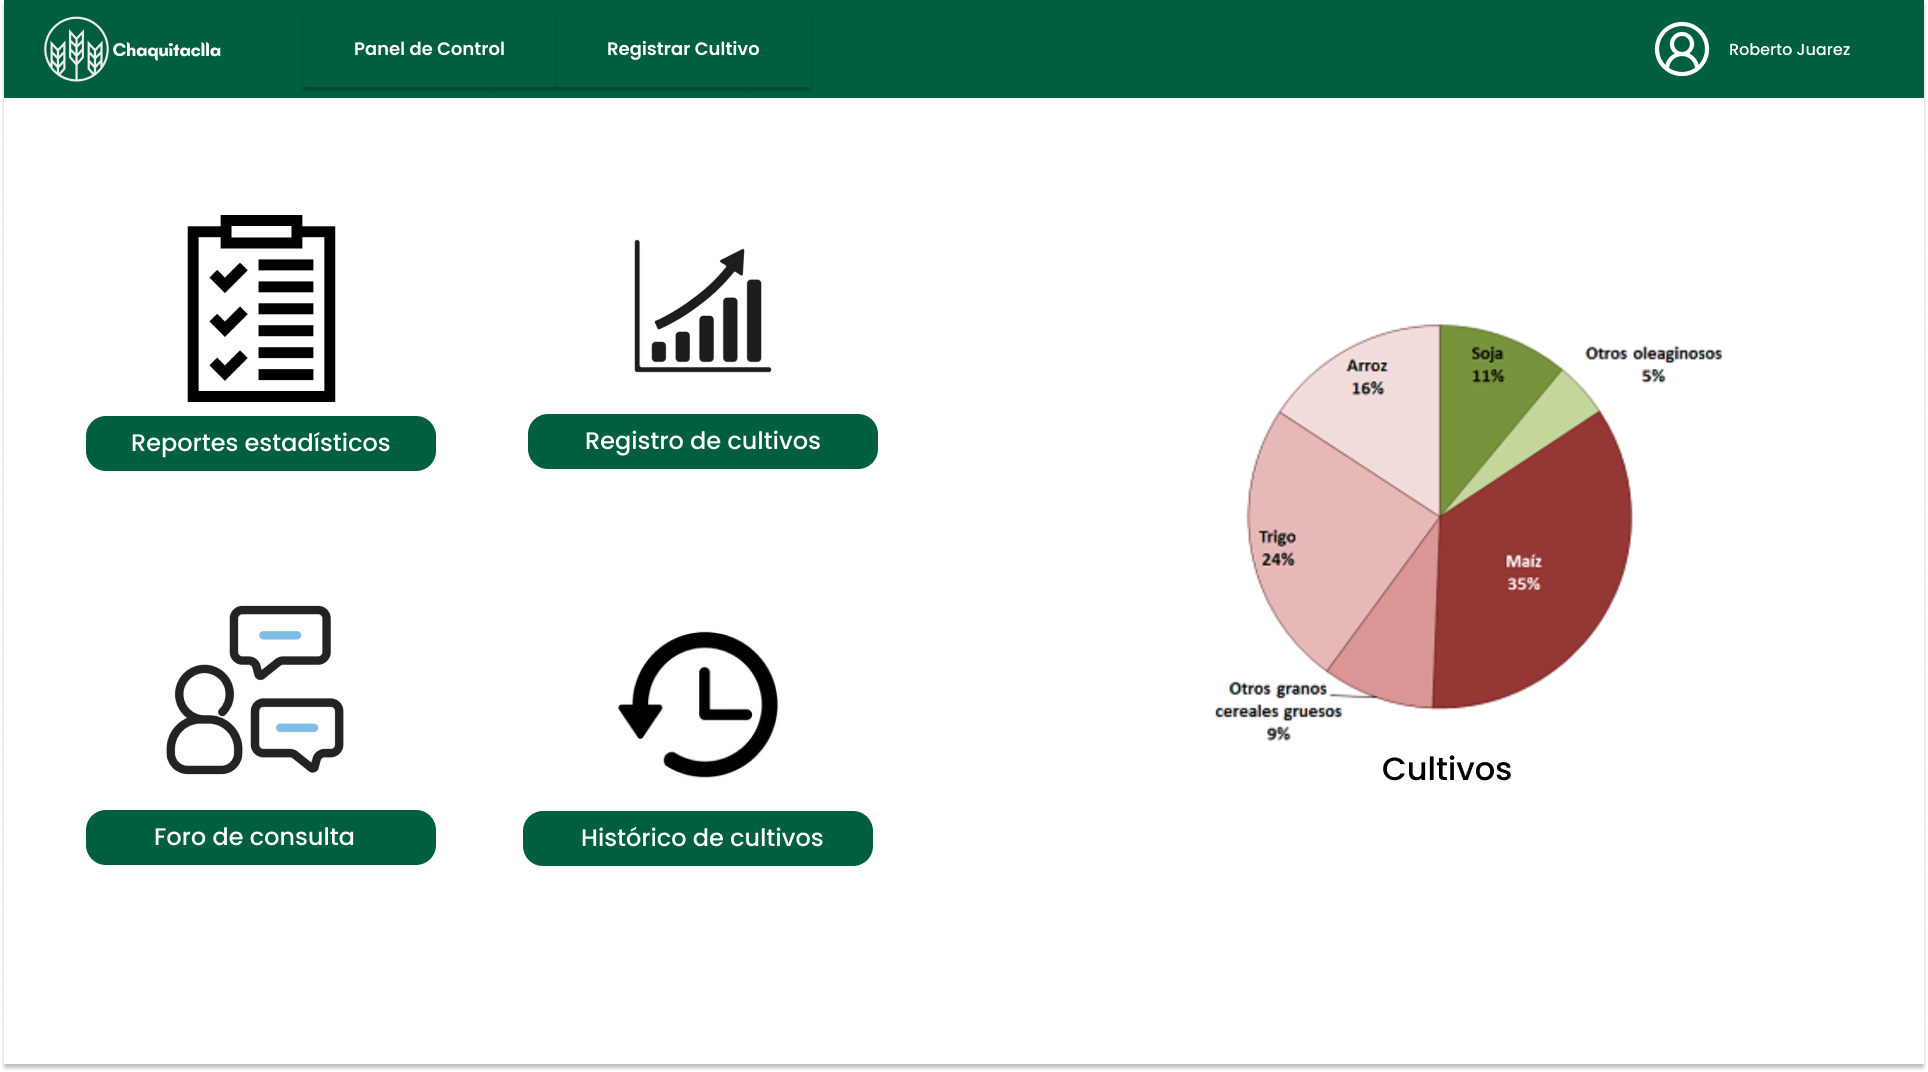 Chaquitaclla
Panel de Control
Registrar Cultivo
Roberto Juarez
Reportes estadísticos
Registro de cultivos
Foro de consulta
Histórico de cultivos
Arroz
16%
Soja
11%
Otros oleaginosos
5%
Trigo
24%
Maíz
35%
Otros granos
cereales gruesos
9%
Cultivos